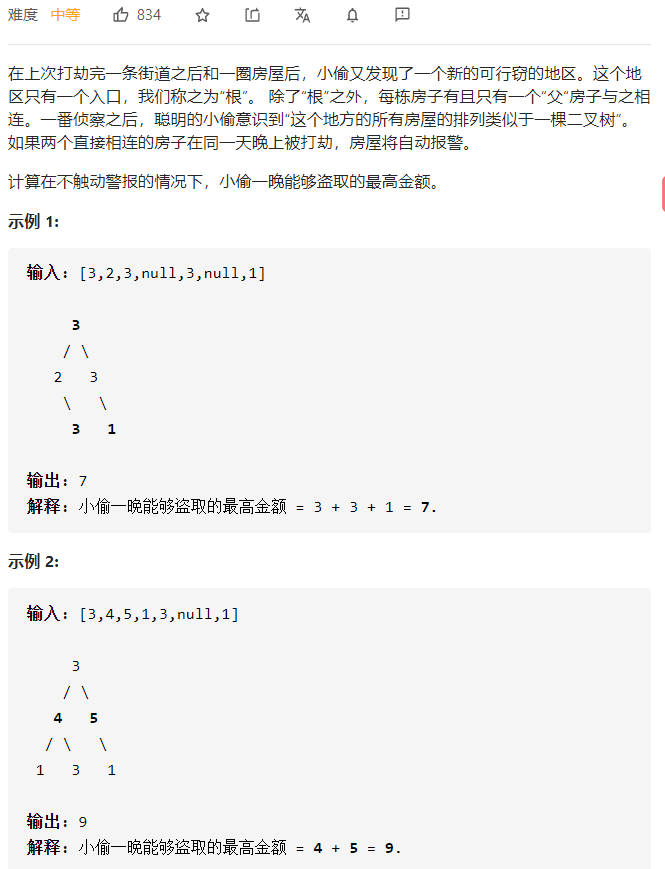 难度 中等 834
在上次打劫完一条街道之后和一圈房屋后，小偷又发现了一个新的可行窃的地区。这个地
区只有一个入口，我们称之为“根”。 除了“根”之外，每栋房子有且只有一个“父“房子与之相
连。一番侦察之后，聪明的小偷意识到“这个地方的所有房屋的排列类似于一棵二叉树”。
如果两个直接相连的房子在同一天晚上被打劫，房屋将自动报警。
计算在不触动警报的情况下，小偷一晚能够盗取的最高金额。
示例 1:
输入: [3,2,3,null,3,null,1]
3
/ \
2 3
\ \
3 1
输出: 7
解释: 小偷一晚能够盗取的最高金额 = 3 + 3 + 1 = 7.
示例 2:
输入: [3,4,5,1,3,null,1]
3
/ \
4 5
/ \ \
1 3 1
输出: 9
解释: 小偷一晚能够盗取的最高金额 = 4 + 5 = 9.